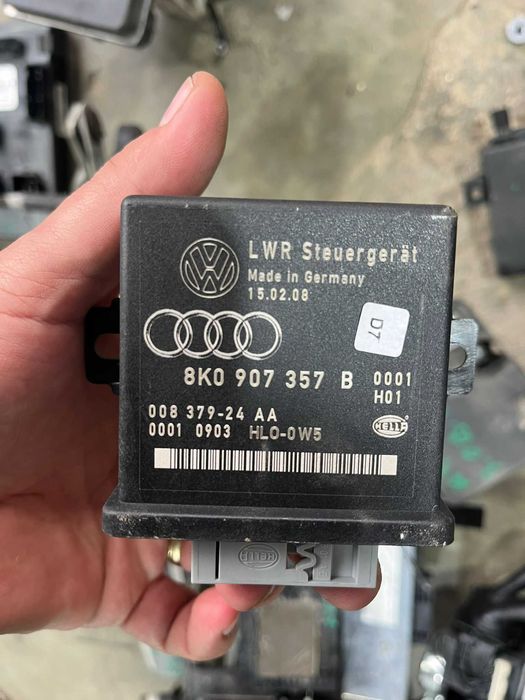 LWR Steuergerät
Made in Germany
15.02.08
D7
8K0 907 357 B 0001
H01
008 379-24 AA
0001 0903 HLO-0W5
HELLA
HELLA